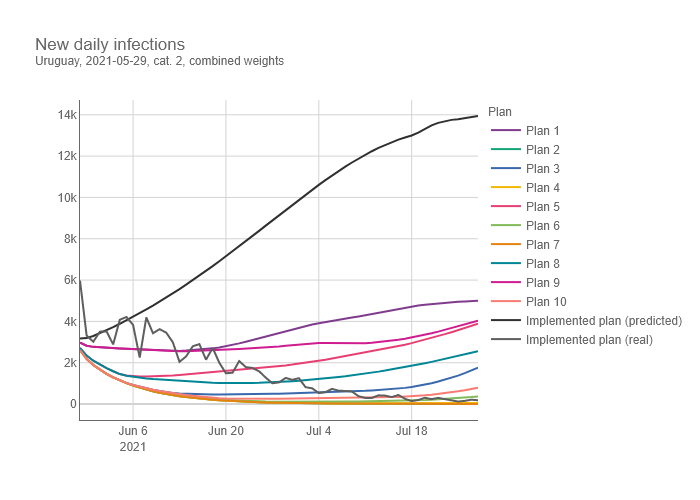 New daily infections
Uruguay, 2021-05-29, cat. 2, combined weights
14k
12k
10k
8k
6k
4k
2k
0
Jun 6
2021
Jun 20
Jul 4
Jul 18
Plan
Plan 1
Plan 2
Plan 3
Plan 4
Plan 5
Plan 6
Plan 7
Plan 8
Plan 9
Plan 10
Implemented plan (predicted)
Implemented plan (real)